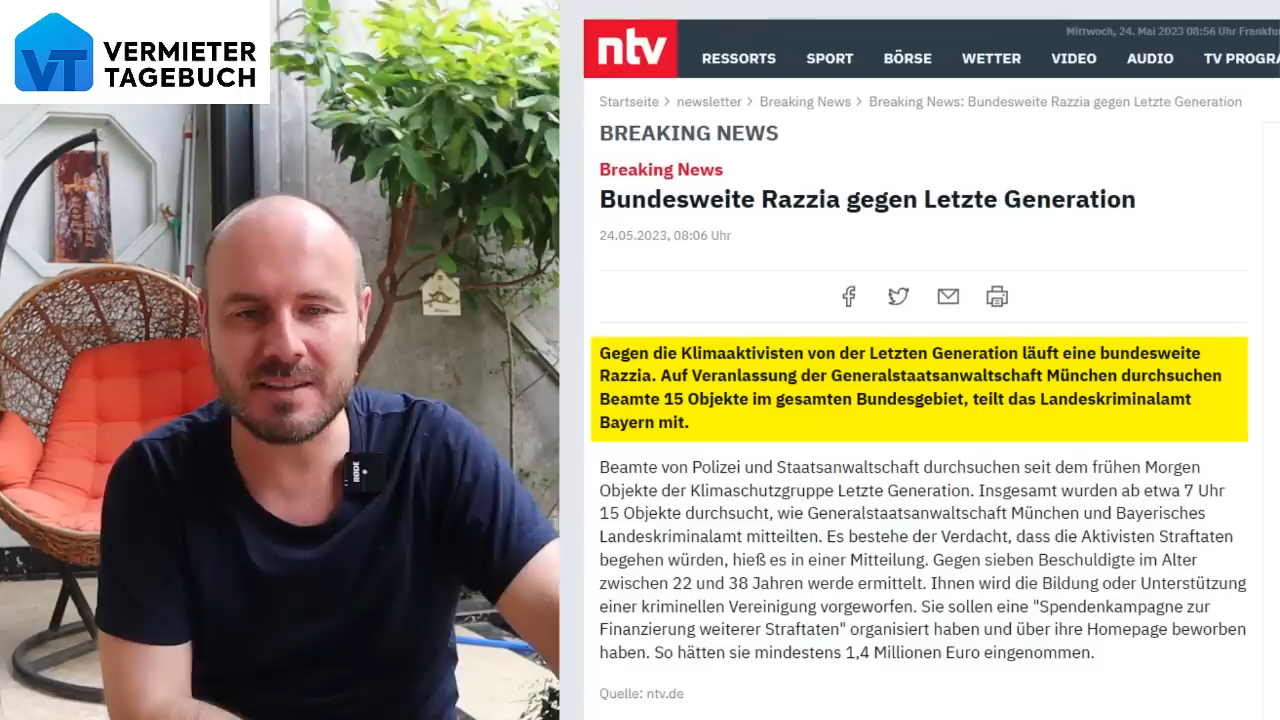 VERMIETER
TAGEBUCH
VT
RODE
ntv
Mittwoch, 24. Mai 2023 08:56 Uhr
RESSORTS SPORT BÖRSE WETTER VIDEO AUDIO TV
Startseite > newsletter > Breaking News > Breaking News: Bundesweite Razzia gegen Letzte Generation
BREAKING NEWS
Breaking News
Bundesweite Razzia gegen Letzte Generation
24.05.2023, 08:06 Uhr
Gegen die Klimaaktivisten von der Letzten Generation läuft eine bundesweite
Razzia. Auf Veranlassung der Generalstaatsanwaltschaft München durchsuchen
Beamte 15 Objekte im gesamten Bundesgebiet, teilt das Landeskriminalamt
Bayern mit.
Beamte von Polizei und Staatsanwaltschaft durchsuchen seit dem frühen Morgen
Objekte der Klimaschutzgruppe Letzte Generation. Insgesamt wurden ab etwa 7 Uhr
15 Objekte durchsucht, wie Generalstaatsanwaltschaft München und Bayerisches
Landeskriminalamt mitteilten. Es bestehe der Verdacht, dass die Aktivisten Straftaten
begehen würden, hieß es in einer Mitteilung. Gegen sieben Beschuldigte im Alter
zwischen 22 und 38 Jahren werde ermittelt. Ihnen wird die Bildung oder Unterstützung
einer kriminellen Vereinigung vorgeworfen. Sie sollen eine "Spendenkampagne zur
Finanzierung weiterer Straftaten" organisiert haben und über ihre Homepage beworben
haben. So hätten sie mindestens 1,4 Millionen Euro eingenommen.
Quelle: ntv.de